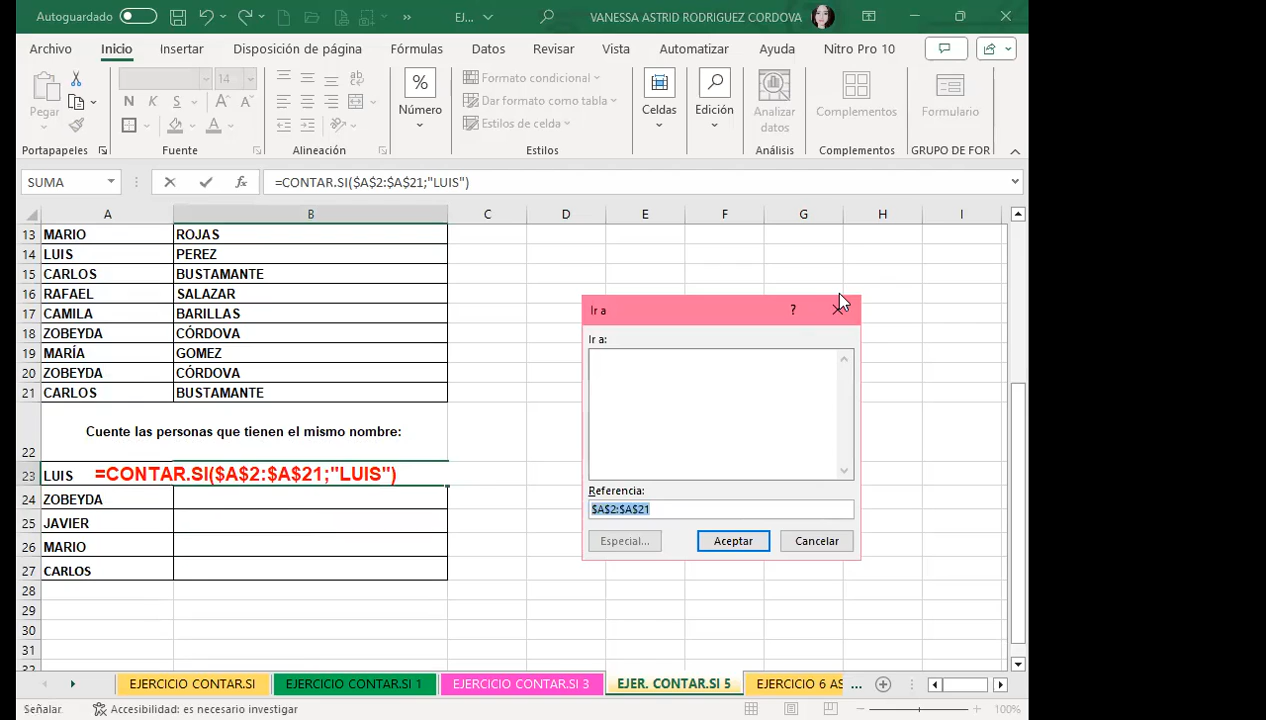 Autoguardado
EJ...
VANESSA ASTRID RODRIGUEZ CORDOVA
Archivo Inicio Insertar Disposición de página Fórmulas Datos Revisar Vista Automatizar Ayuda Nitro Pro 10
Pegar
14
N K S
Número
Formato condicional
Dar formato como tabla
Estilos de celda
Celdas
Edición
Analizar
datos
Complementos
Formulario
Portapapeles Fuente Alineación Estilos Análisis Complementos GRUPO DE FOR
SUMA
=CONTAR.SI($A$2:$A$21;"LUIS")
A B C D E F G H I
13 MARIO ROJAS
14 LUIS PEREZ
15 CARLOS BUSTAMANTE
16 RAFAEL SALAZAR
17 CAMILA BARILLAS
18 ZOBEYDA CÓRDOVA
19 MARÍA GOMEZ
20 ZOBEYDA CÓRDOVA
21 CARLOS BUSTAMANTE
22 Cuente las personas que tienen el mismo nombre:
23 LUIS =CONTAR.SI($A$2:$A$21;"LUIS")
24 ZOBEYDA
25 JAVIER
26 MARIO
27 CARLOS
28
29
30
31
32
Ir a
Ir a:
Referencia:
$A$2:$A$21
Especial... Aceptar Cancelar
EJERCICIO CONTAR.SI EJERCICIO CONTAR.SI 1 EJERCICIO CONTAR.SI 3 EJER. CONTAR.SI 5 EJERCICIO 6 AS ...
Señalar. Accesibilidad: es necesario investigar 100%